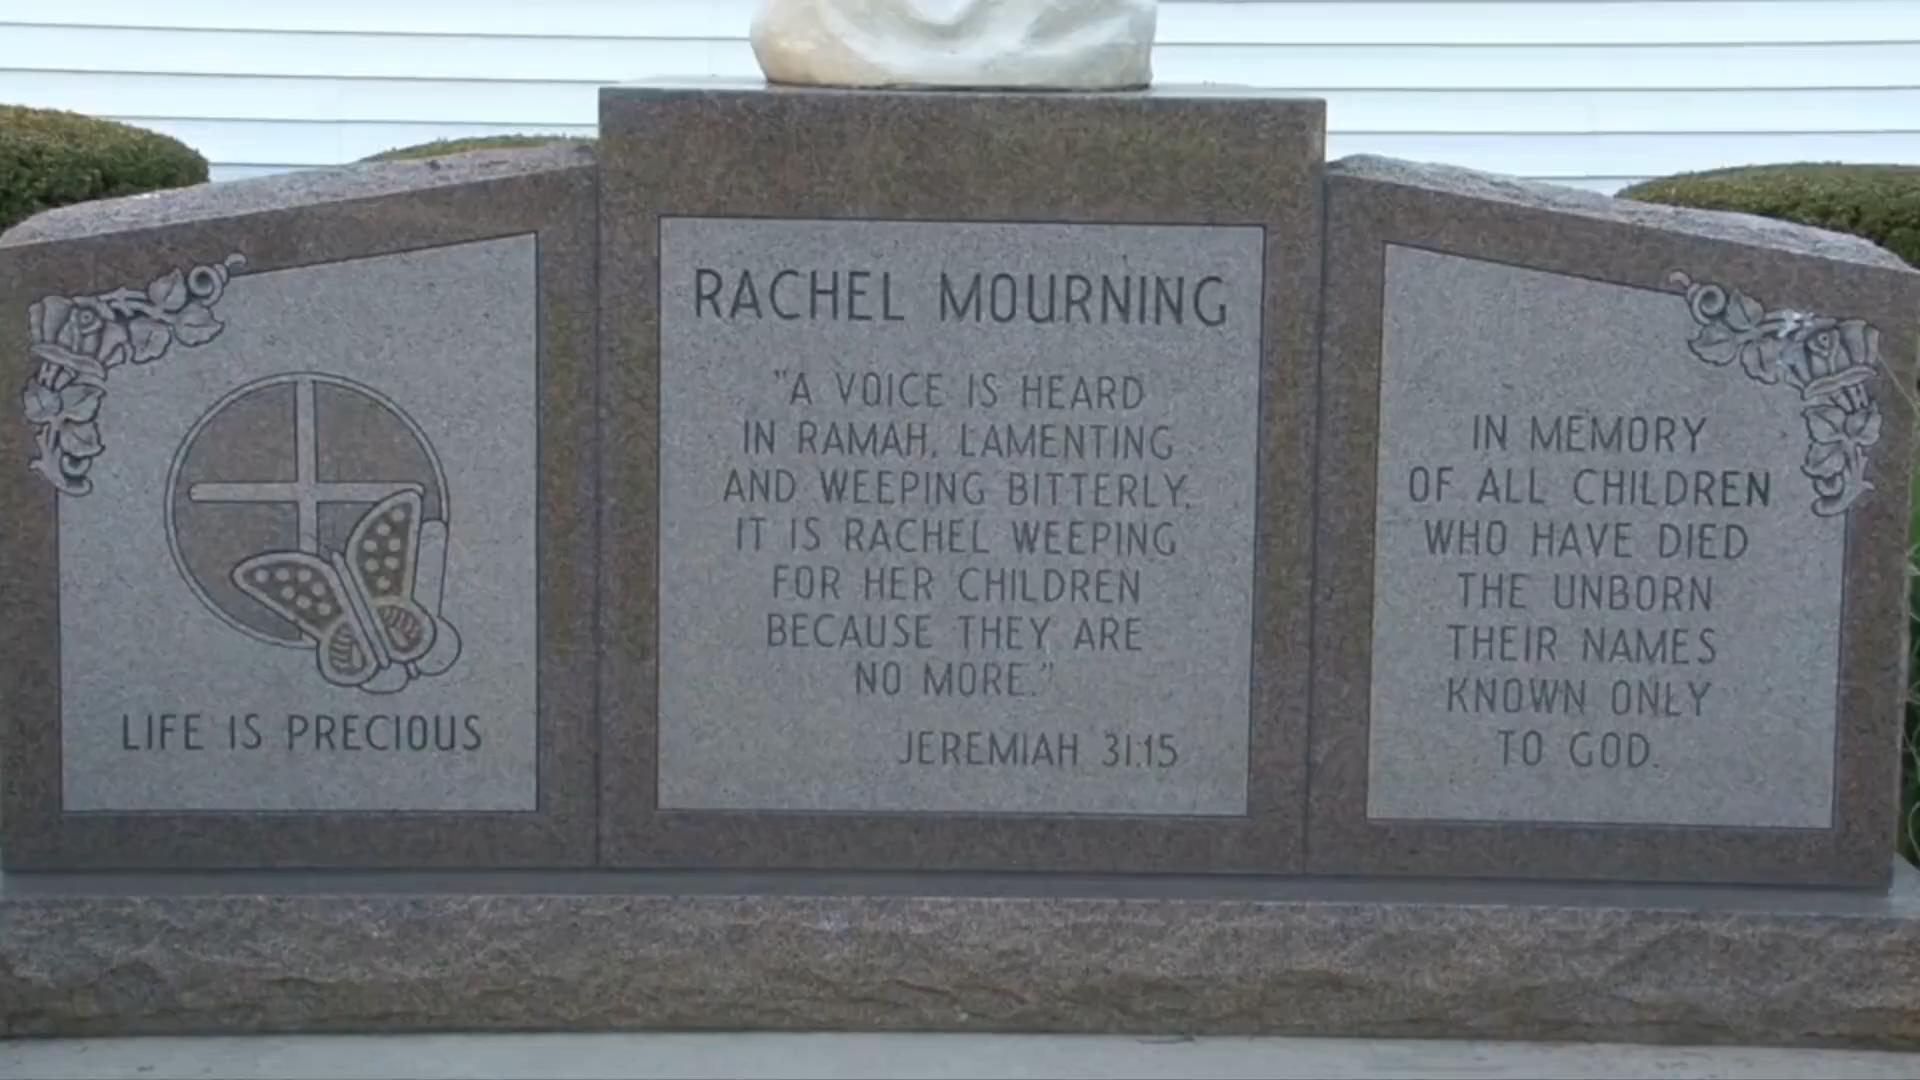 LIFE IS PRECIOUS
RACHEL MOURNING
"A VOICE IS HEARD
IN RAMAH, LAMENTING
AND WEEPING BITTERLY.
IT IS RACHEL WEEPING
FOR HER CHILDREN
BECAUSE THEY ARE
NO MORE."
JEREMIAH 31:15
IN MEMORY
OF ALL CHILDREN
WHO HAVE DIED
THE UNBORN
THEIR NAMES
KNOWN ONLY
TO GOD.